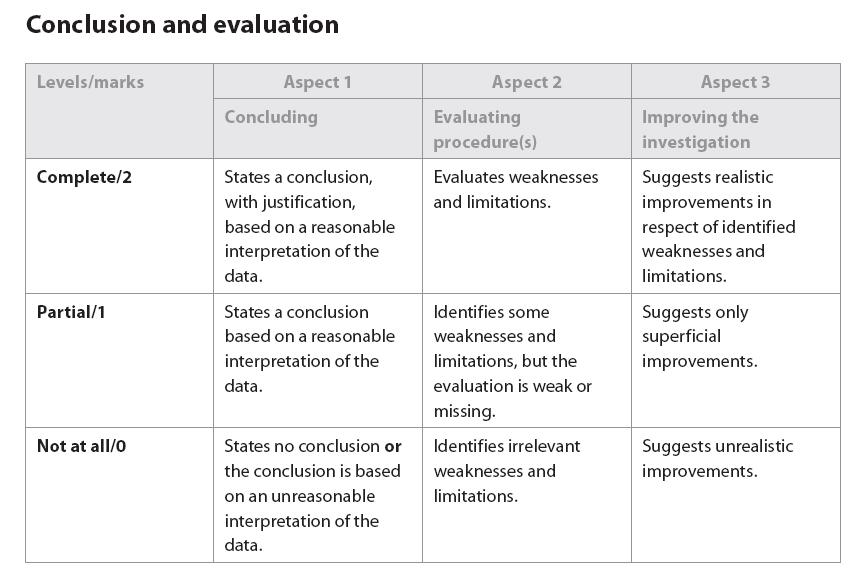 Conclusion and evaluation
Levels/marks
Aspect 1
Aspect 2
Aspect 3
Concluding
Evaluating
procedure(s)
Improving the
investigation
Complete/2
States a conclusion,
with justification,
based on a reasonable
interpretation of the
data.
Evaluates weaknesses
and limitations.
Suggests realistic
improvements in
respect of identified
weaknesses and
limitations.
Partial/1
States a conclusion
based on a reasonable
interpretation of the
data.
Identifies some
weaknesses and
limitations, but the
evaluation is weak or
missing.
Suggests only
superficial
improvements.
Not at all/0
States no conclusion or
the conclusion is based
on an unreasonable
interpretation of the
data.
Identifies irrelevant
weaknesses and
limitations.
Suggests unrealistic
improvements.